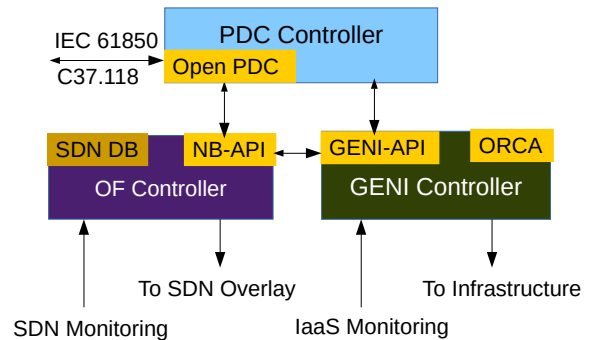 IEC 61850
C37.118
PDC Controller
Open PDC
SDN DB
NB-API
OF Controller
GENI-API
ORCA
GENI Controller
To SDN Overlay
To Infrastructure
SDN Monitoring
IaaS Monitoring